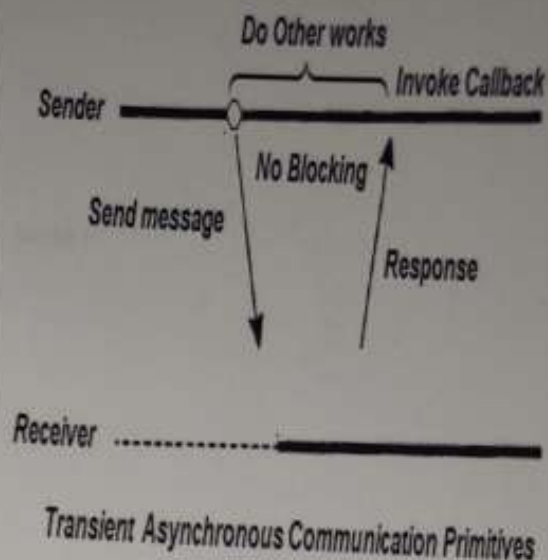 Do Other works
Invoke Callback
Sender
No Blocking
Send message
Response
Receiver
Transient Asynchronous Communication Primitives